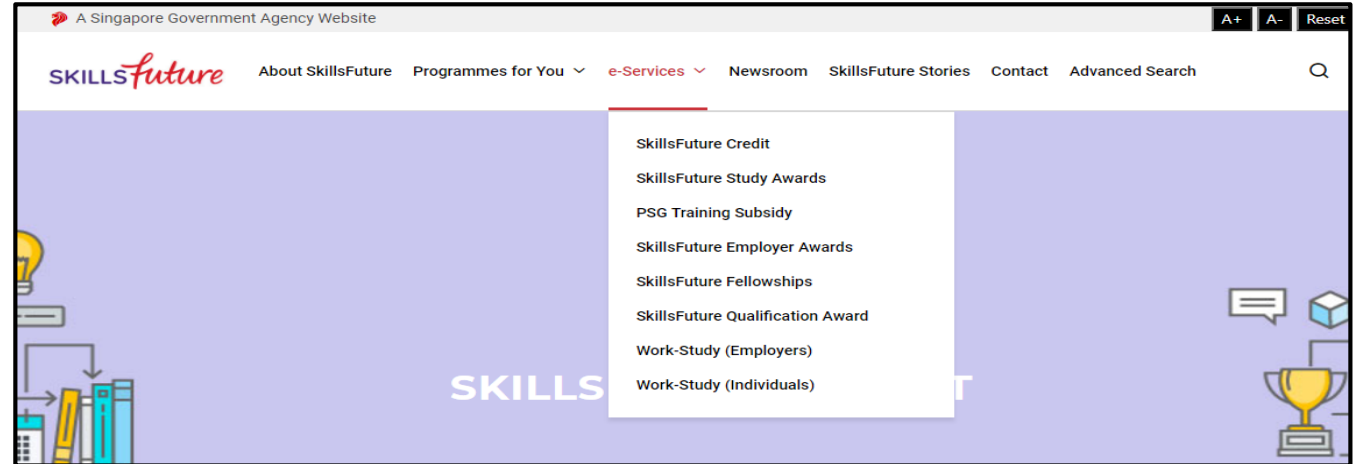 A Singapore Government Agency Website A+ A- Reset
SKILLSfuture About SkillsFuture Programmes for You e-Services Newsroom SkillsFuture Stories Contact Advanced Search
SkillsFuture Credit
SkillsFuture Study Awards
PSG Training Subsidy
SkillsFuture Employer Awards
SkillsFuture Fellowships
SkillsFuture Qualification Award
Work-Study (Employers)
Work-Study (Individuals)
SKILLS T